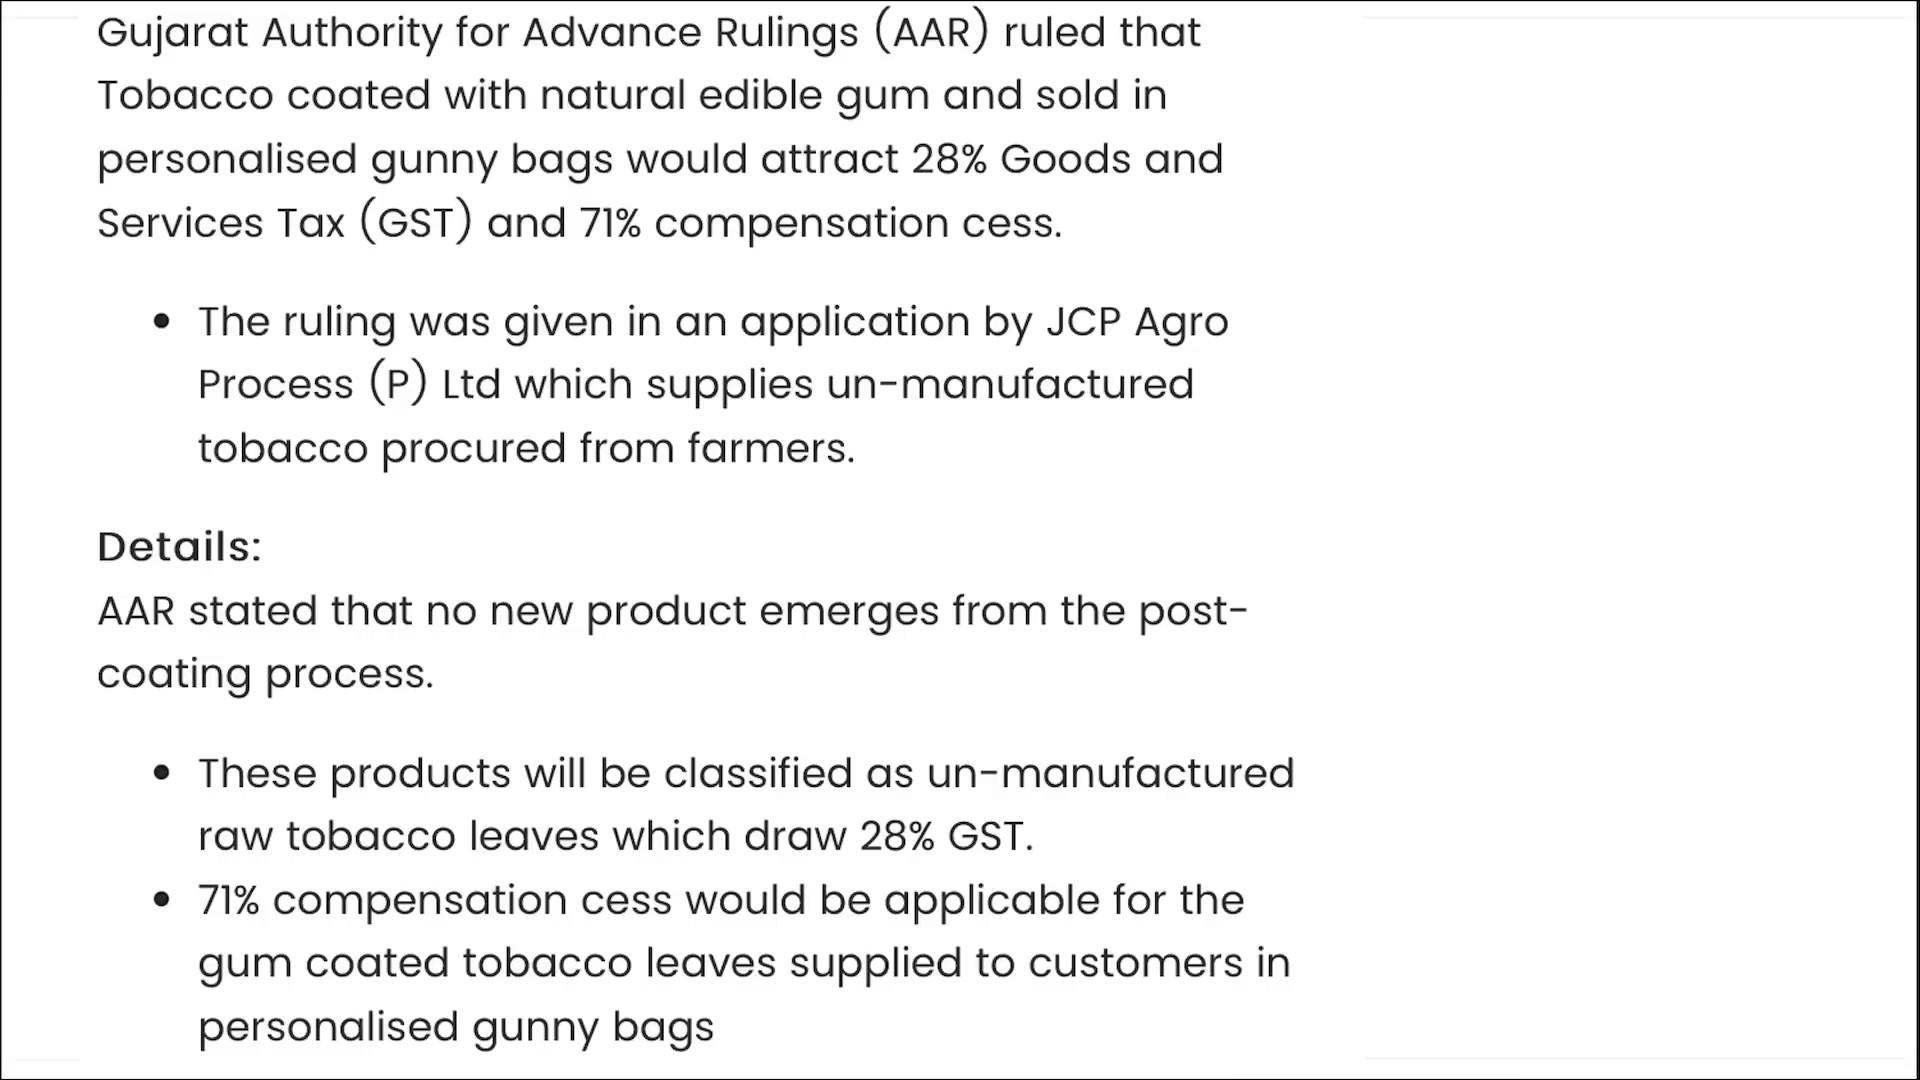 Gujarat Authority for Advance Rulings (AAR) ruled that
Tobacco coated with natural edible gum and sold in
personalised gunny bags would attract 28% Goods and
Services Tax (GST) and 71% compensation cess.
• The ruling was given in an application by JCP Agro
Process (P) Ltd which supplies un-manufactured
tobacco procured from farmers.
Details:
AAR stated that no new product emerges from the post-
coating process.
• These products will be classified as un-manufactured
raw tobacco leaves which draw 28% GST.
• 71% compensation cess would be applicable for the
gum coated tobacco leaves supplied to customers in
personalised gunny bags